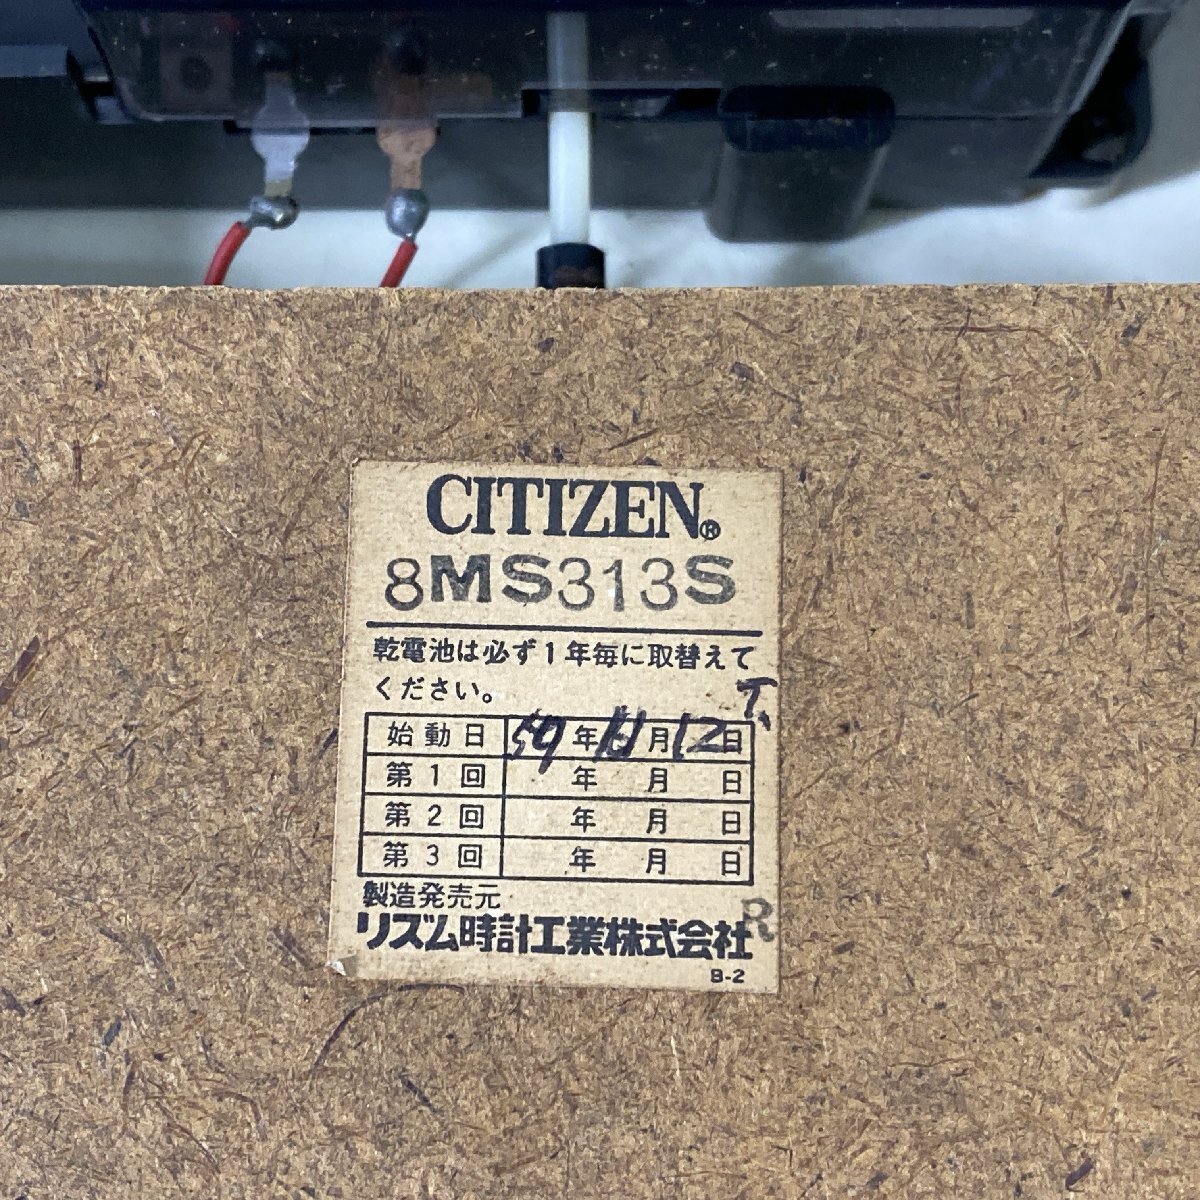 CITIZEN®
8MS313S
乾電池は必ず1年毎に取替えて
ください。
T.
始動日 59年 月12日
第1回 年 月 日
第2回 年 月 日
第3回 年 月 日
製造発売元
リズム時計工業株式会社
R
B-2